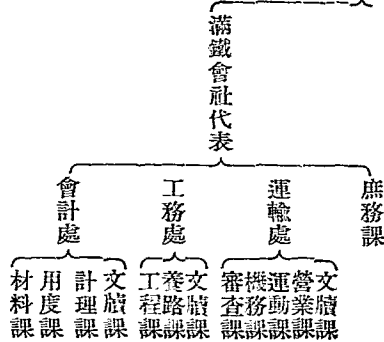 滿鐵會社代表
庶務課
運輸處
文牘課
營業課
運動課
機務課
審查課
工務處
文牘課
養路課
工程課
會計處
文牘課
計理課
用度課
材料課